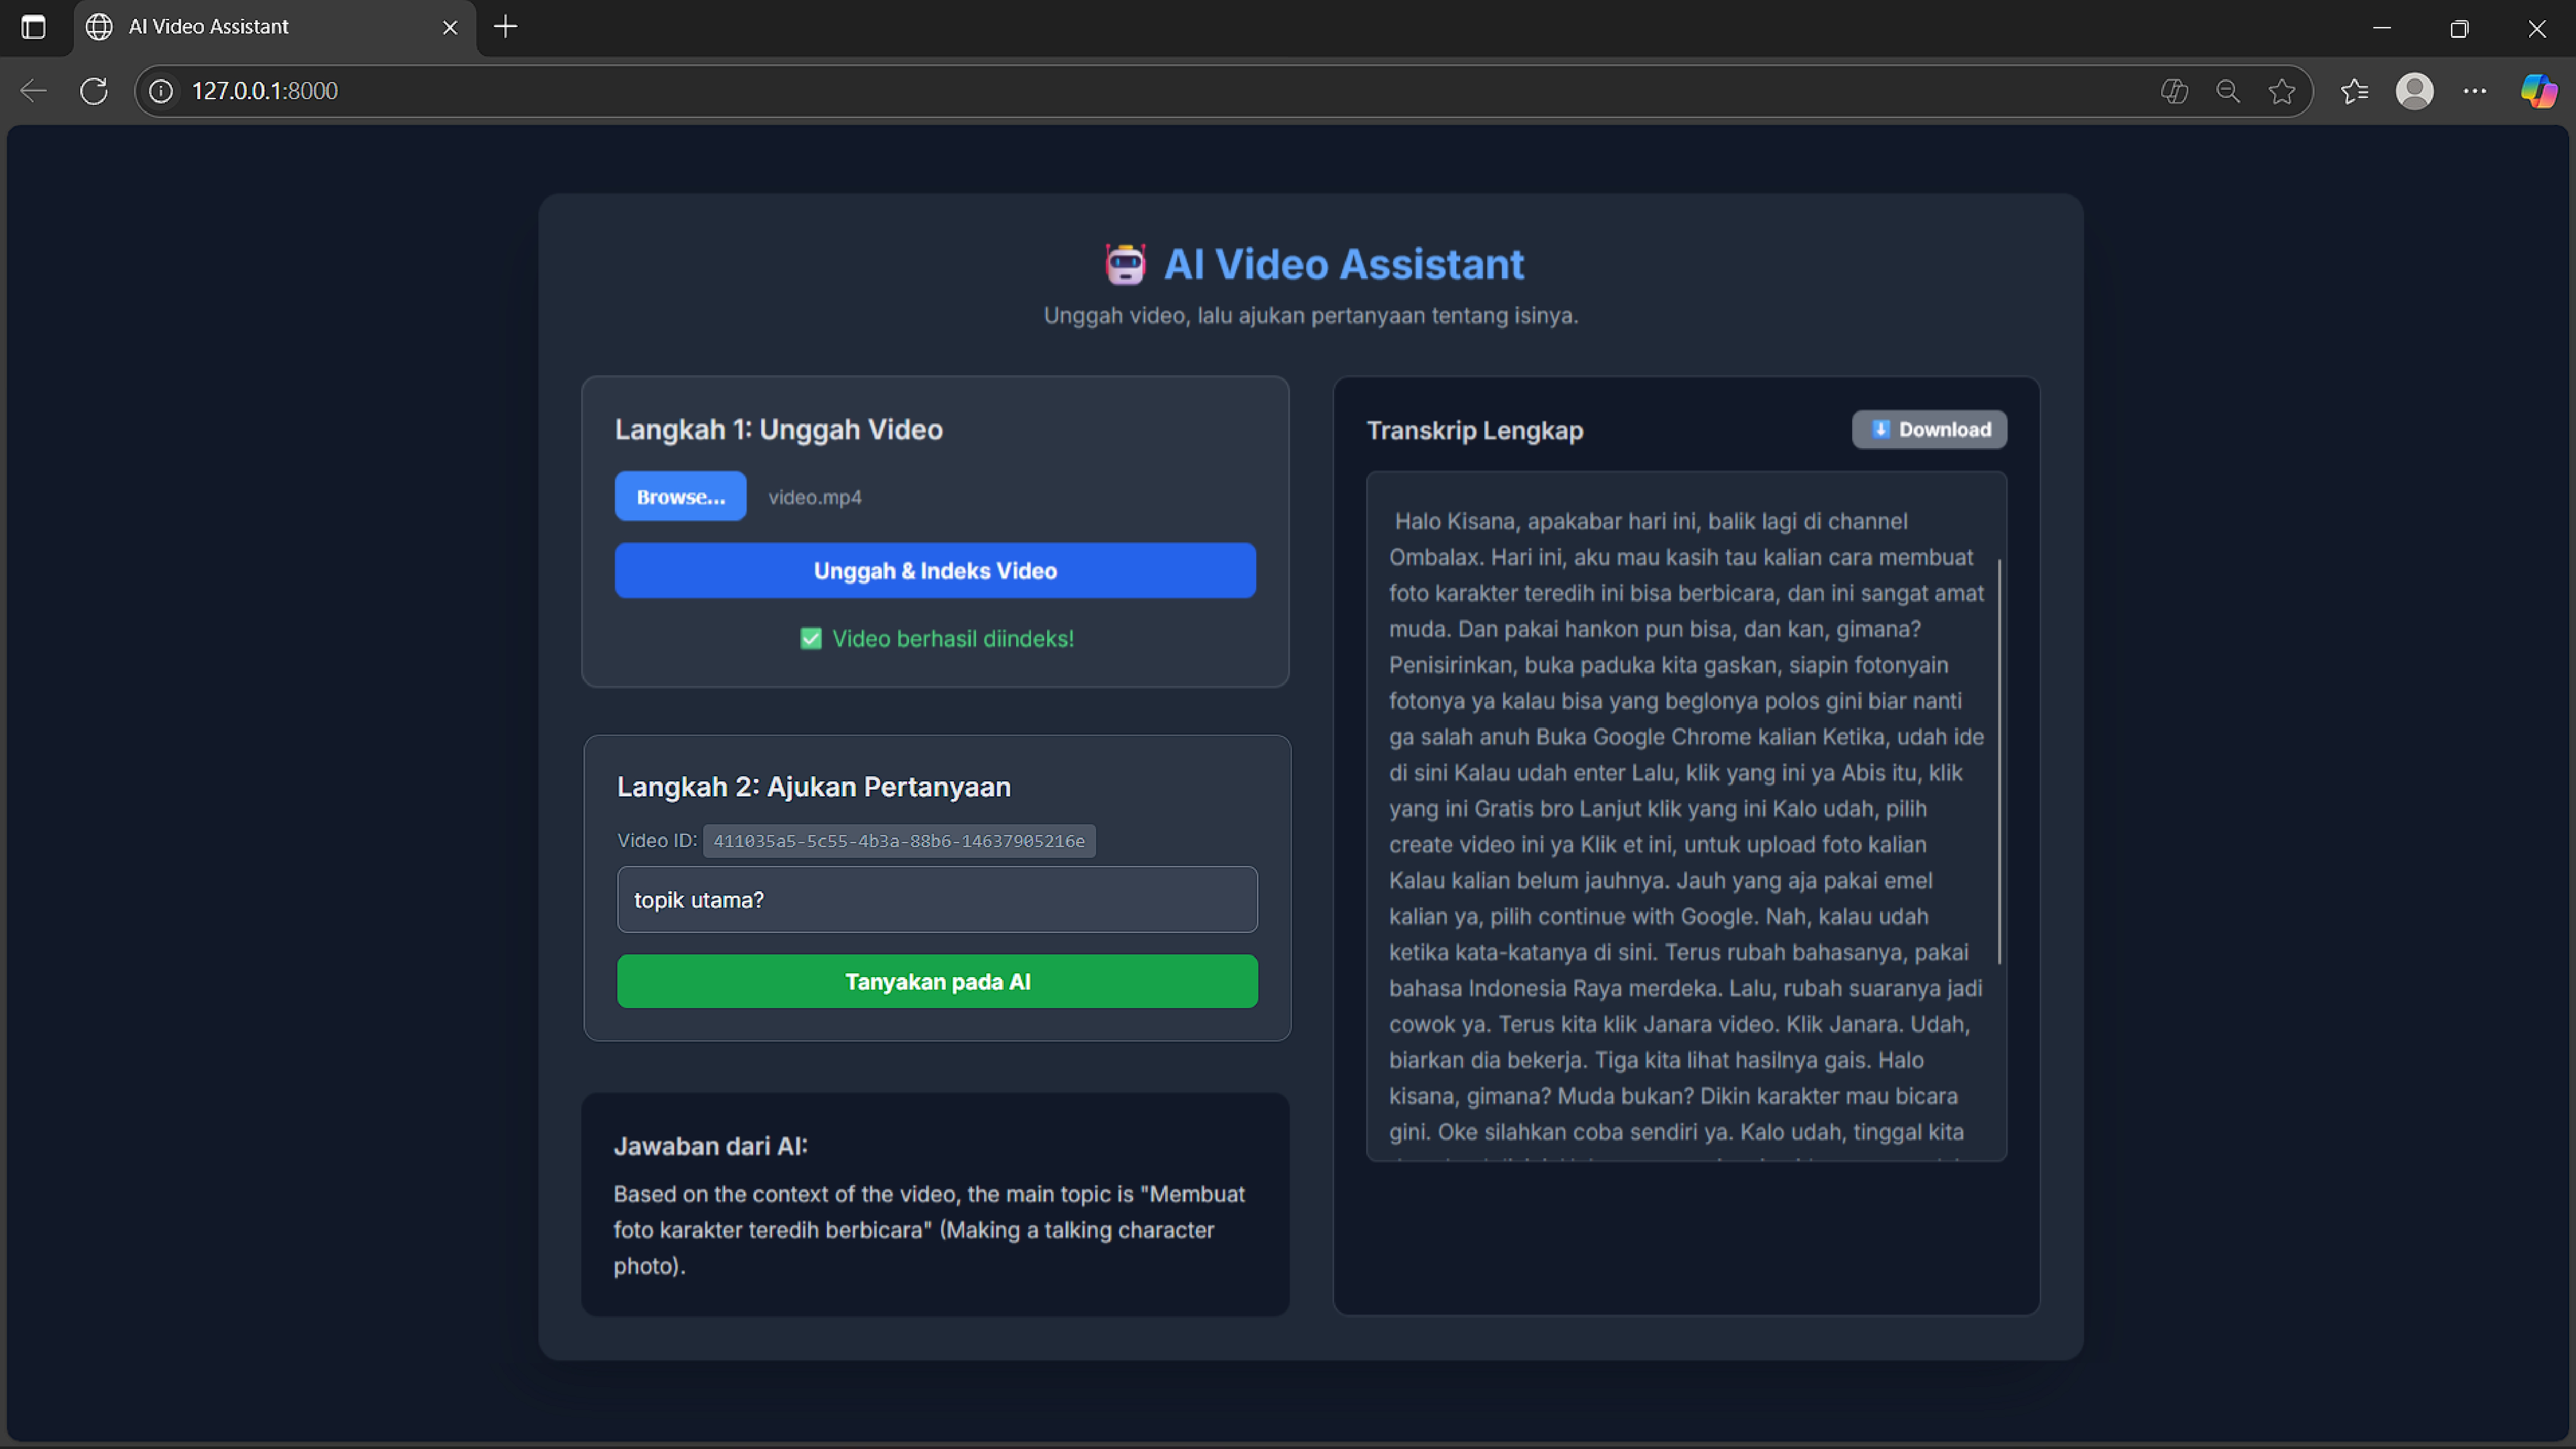 AI Video Assistant
127.0.0.1:8000
AI Video Assistant
Unggah video, lalu ajukan pertanyaan tentang isinya.
Langkah 1: Unggah Video
Browse...
video.mp4
Unggah & Indeks Video
Video berhasil diindeks!
Langkah 2: Ajukan Pertanyaan
Video ID: 411035a5-5c55-4b3a-88b6-14637905216e
topik utama?
Tanyakan pada AI
Jawaban dari AI:
Based on the context of the video, the main topic is "Membuat
foto karakter teredih berbicara" (Making a talking character
photo).
Transkrip Lengkap
Download
Halo Kisana, apakabar hari ini, balik lagi di channel
Ombalax. Hari ini, aku mau kasih tau kalian cara membuat
foto karakter teredih ini bisa berbicara, dan ini sangat amat
muda. Dan pakai hankon pun bisa, dan kan, gimana?
Penisirinkan, buka paduka kita gaskan, siapin fotonyain
fotonya ya kalau bisa yang beglonya polos gini biar nanti
ga salah anuh Buka Google Chrome kalian Ketika, udah ide
di sini Kalau udah enter Lalu, klik yang ini ya Abis itu, klik
yang ini Gratis bro Lanjut klik yang ini Kalo udah, pilih
create video ini ya Klik et ini, untuk upload foto kalian
Kalau kalian belum jauhnya. Jauh yang aja pakai emel
kalian ya, pilih continue with Google. Nah, kalau udah
ketika kata-katanya di sini. Terus rubah bahasanya, pakai
bahasa Indonesia Raya merdeka. Lalu, rubah suaranya jadi
cowok ya. Terus kita klik Janara video. Klik Janara. Udah,
biarkan dia bekerja. Tiga kita lihat hasilnya gais. Halo
kisana, gimana? Muda bukan? Dikin karakter mau bicara
gini. Oke silahkan coba sendiri ya. Kalo udah, tinggal kita